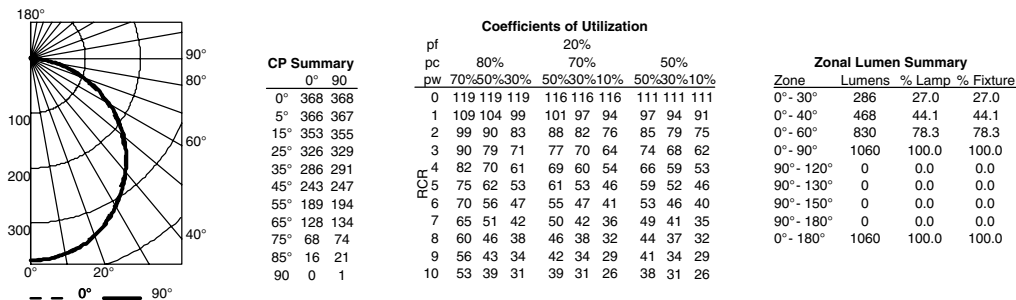 180°
90°
80°
100
60°
200
300
40°
0°
20°
0° 90°
CP Summary
0° 90
0° 368 368
5° 366 367
15° 353 355
25° 326 329
35° 286 291
45° 243 247
55° 189 194
65° 128 134
75° 68 74
85° 16 21
90 0 1
Coefficients of Utilization
pf 20%
pc 80% 70% 50%
pw 70%50%30% 50%30%10% 50%30%10%
RCR
0 119 119 119 116 116 116 111 111 111
1 109 104 99 101 97 94 97 94 91
2 99 90 83 88 82 76 85 79 75
3 90 79 71 77 70 64 74 68 62
4 82 70 61 69 60 54 66 59 53
5 75 62 53 61 53 46 59 52 46
6 70 56 47 55 47 41 53 46 40
7 65 51 42 50 42 36 49 41 35
8 60 46 38 46 38 32 44 37 32
9 56 43 34 42 34 29 41 34 29
10 53 39 31 39 31 26 38 31 26
Zonal Lumen Summary
Zone Lumens % Lamp % Fixture
0°- 30° 286 27.0 27.0
0°- 40° 468 44.1 44.1
0°- 60° 830 78.3 78.3
0°- 90° 1060 100.0 100.0
90°- 120° 0 0.0 0.0
90°- 130° 0 0.0 0.0
90°- 150° 0 0.0 0.0
90°- 180° 0 0.0 0.0
0°- 180° 1060 100.0 100.0